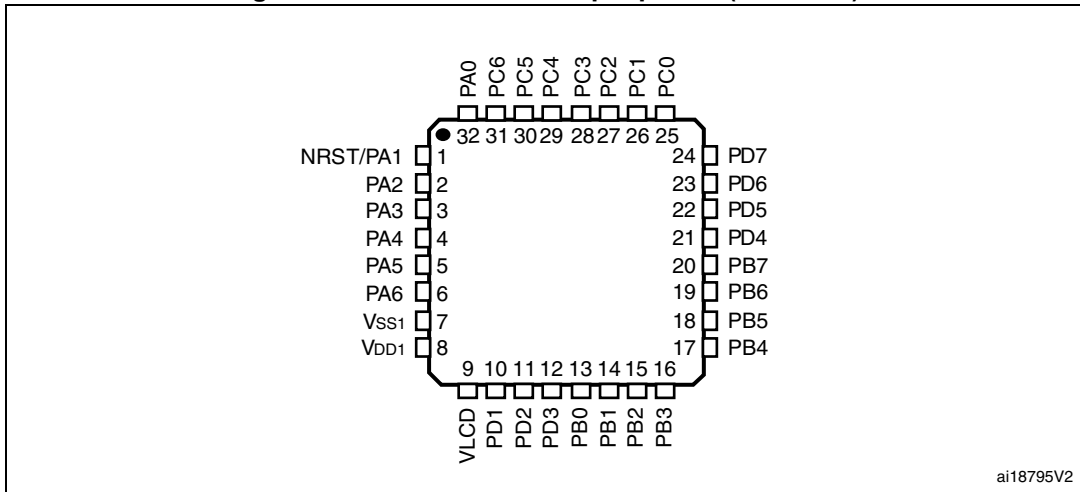 PA0 PC6 PC5 PC4 PC3 PC2 PC1 PC0
32 31 30 29 28 27 26 25
NRST/PA1 1 24 PD7
PA2 2 23 PD6
PA3 3 22 PD5
PA4 4 21 PD4
PA5 5 20 PB7
PA6 6 19 PB6
VSS1 7 18 PB5
VDD1 8 17 PB4
9 10 11 12 13 14 15 16
VLCD PD1 PD2 PD3 PB0 PB1 PB2 PB3
ai18795V2